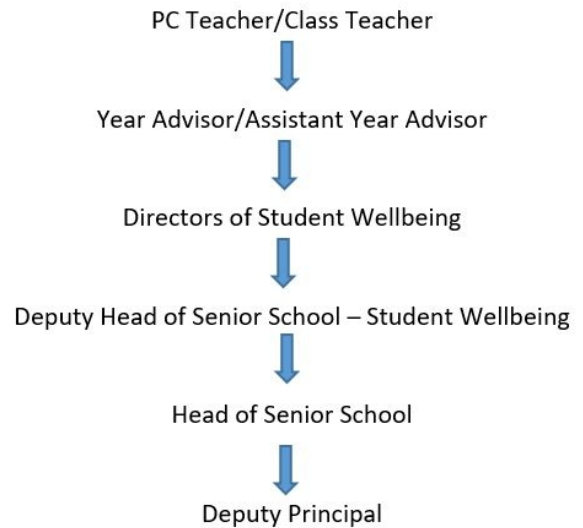 PC Teacher/Class Teacher
Year Advisor/Assistant Year Advisor
Directors of Student Wellbeing
Deputy Head of Senior School – Student Wellbeing
Head of Senior School
Deputy Principal